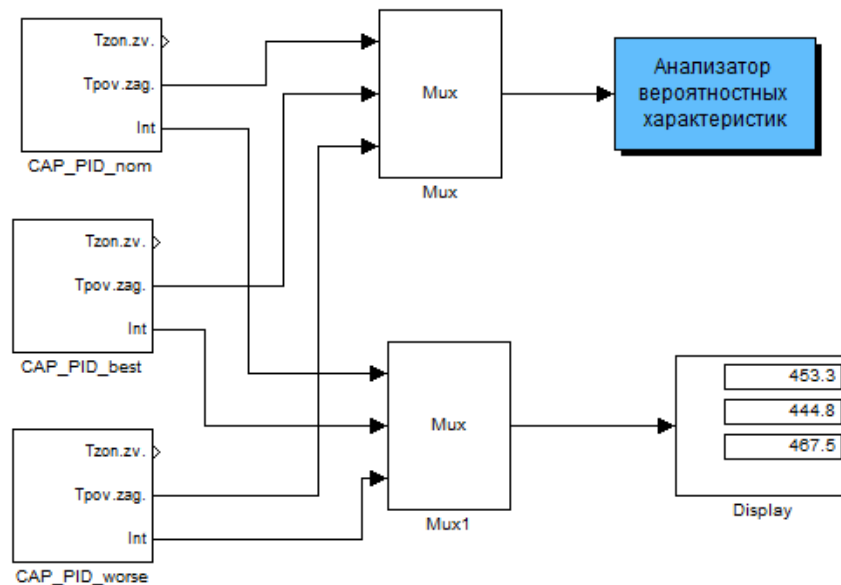 Tzon.zv.
Tpov.zag.
Int
CAP_PID_nom
Mux
Mux
Анализатор
вероятностных
характеристик
Tzon.zv.
Tpov.zag.
Int
CAP_PID_best
Mux
Mux1
453.3
444.8
467.5
Display
Tzon.zv.
Tpov.zag.
Int
CAP_PID_worse